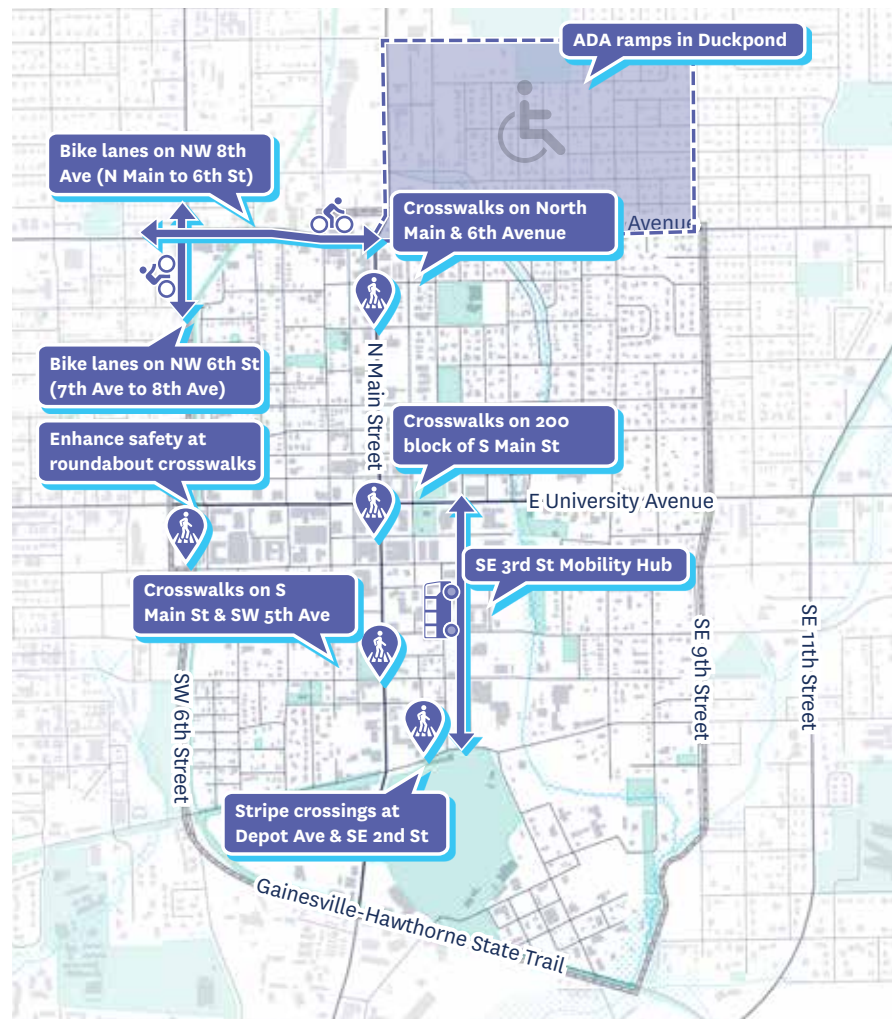 ADA ramps in Duckpond
Bike lanes on NW 8th
Ave (N Main to 6th St)
Crosswalks on North
Main & 6th Avenue
Avenue
Bike lanes on NW 6th St
(7th Ave to 8th Ave)
N Main Street
Enhance safety at
roundabout crosswalks
Crosswalks on 200
block of S Main St
E University Avenue
SE 3rd St Mobility Hub
Crosswalks on S
Main St & SW 5th Ave
SW 6th Street
SE 9th Street
SE 11th Street
Stripe crossings at
Depot Ave & SE 2nd St
Gainesville-Hawthorne State Trail